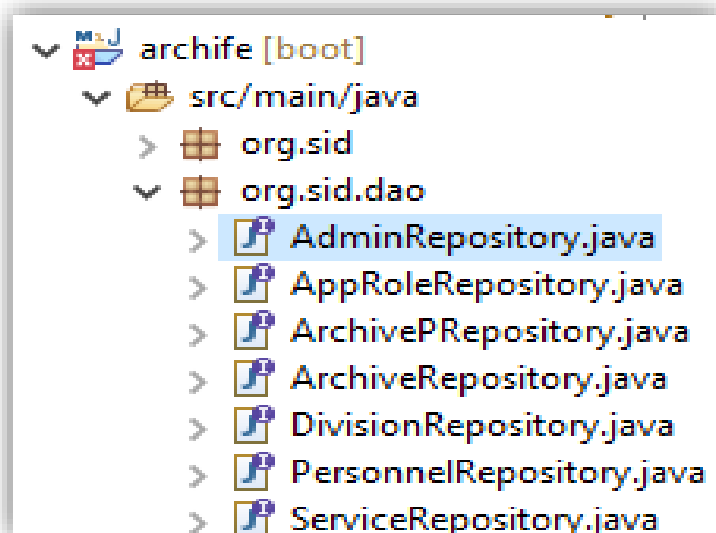 archife [boot]
src/main/java
org.sid
org.sid.dao
AdminRepository.java
AppRoleRepository.java
ArchivePRepository.java
ArchiveRepository.java
DivisionRepository.java
PersonnelRepository.java
ServiceRepository.java